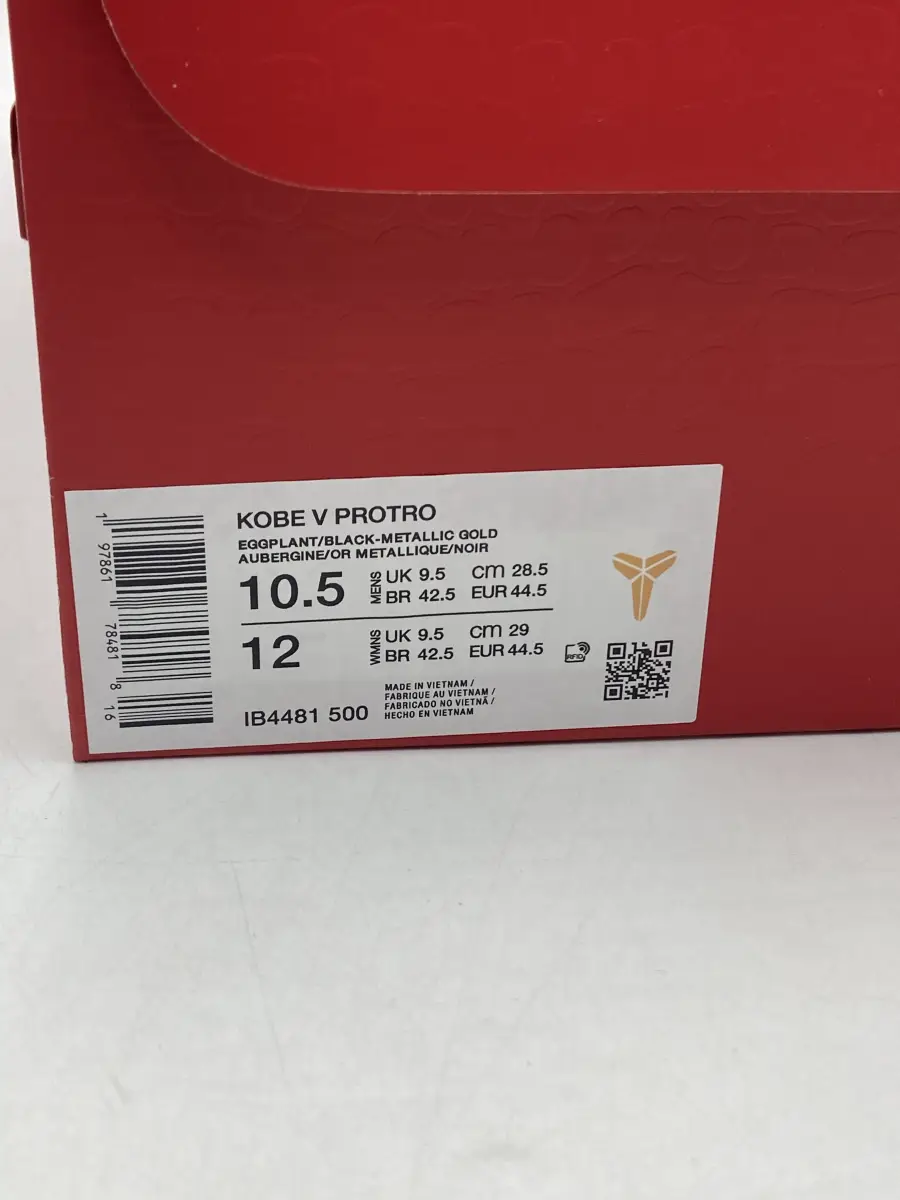 KOBE V PROTRO
EGGPLANT/BLACK-METALLIC GOLD
AUBERGINE/OR METALLIQUE/NOIR
10.5 MENS UK 9.5 cm 28.5
BR 42.5 EUR 44.5
12 WMNS UK 9.5 cm 29
BR 42.5 EUR 44.5
RFID
IB4481 500
MADE IN VIETNAM /
FABRIQUE AU VIETNAM /
FABRICADO NO VIETNÃ /
HECHO EN VIETNAM
1 97861 78481 8 16